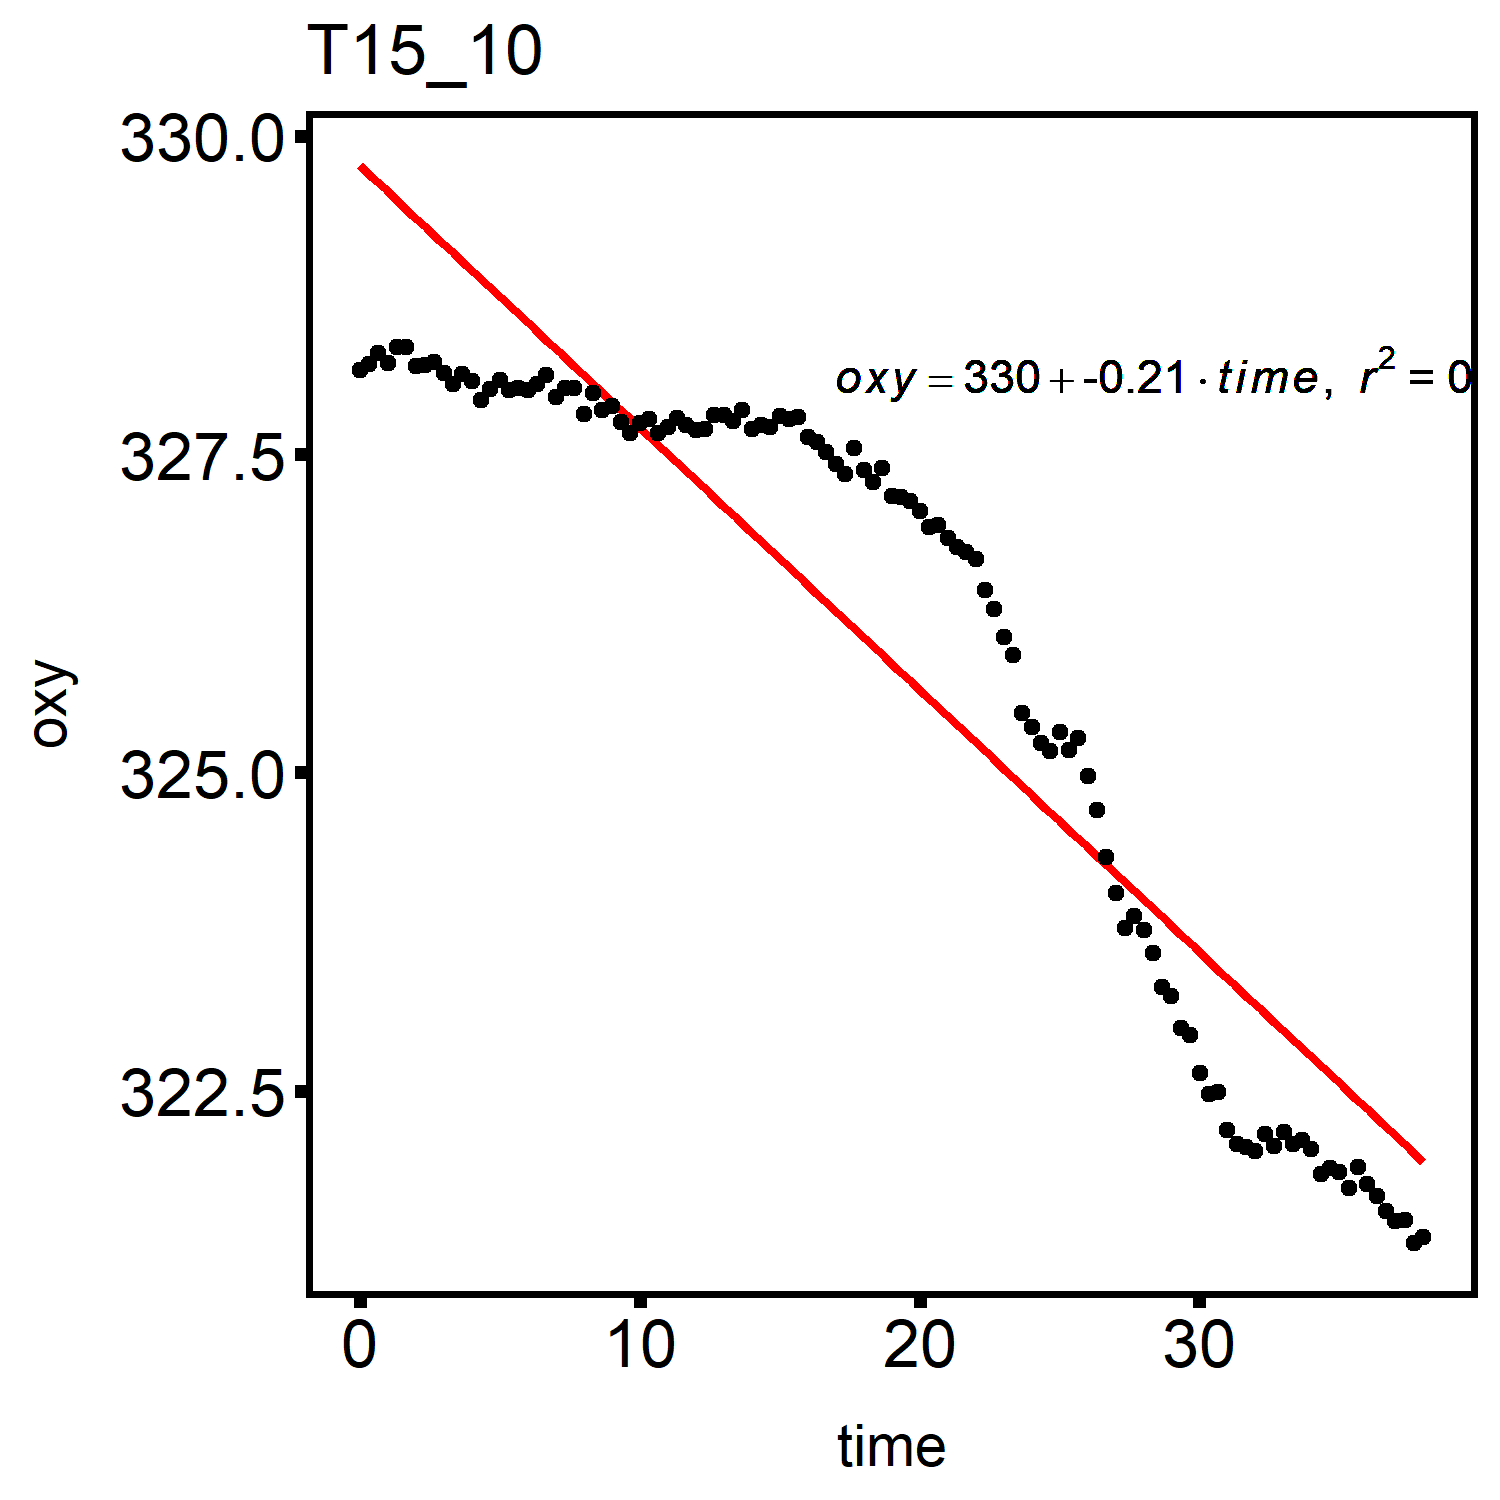 T15_10
330.0
327.5
325.0
322.5
oxy = 330 + -0.21 · time, r² = 0
oxy
0 10 20 30
time